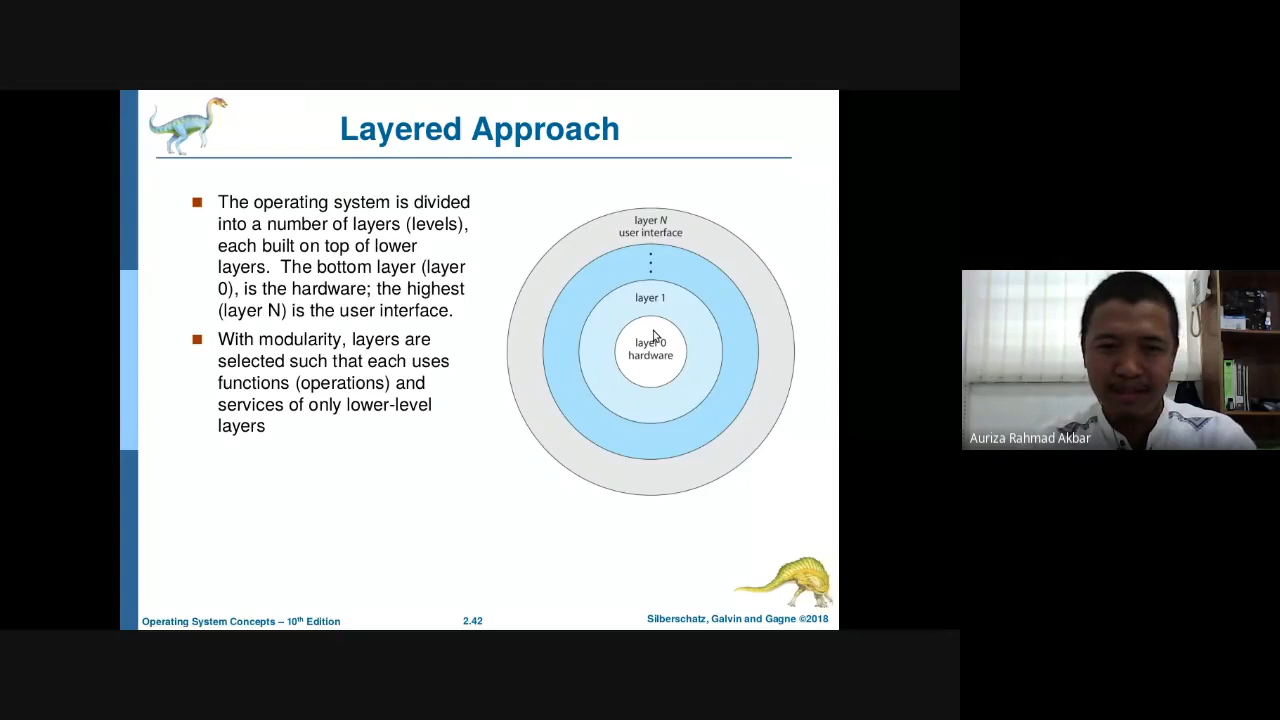 Layered Approach
The operating system is divided
into a number of layers (levels),
each built on top of lower
layers.  The bottom layer (layer
0), is the hardware; the highest
(layer N) is the user interface.
With modularity, layers are
selected such that each uses
functions (operations) and
services of only lower-level
layers
layer N
user interface
layer 1
layer 0
hardware
Auriza Rahmad Akbar
Operating System Concepts – 10th Edition
2.42
Silberschatz, Galvin and Gagne ©2018